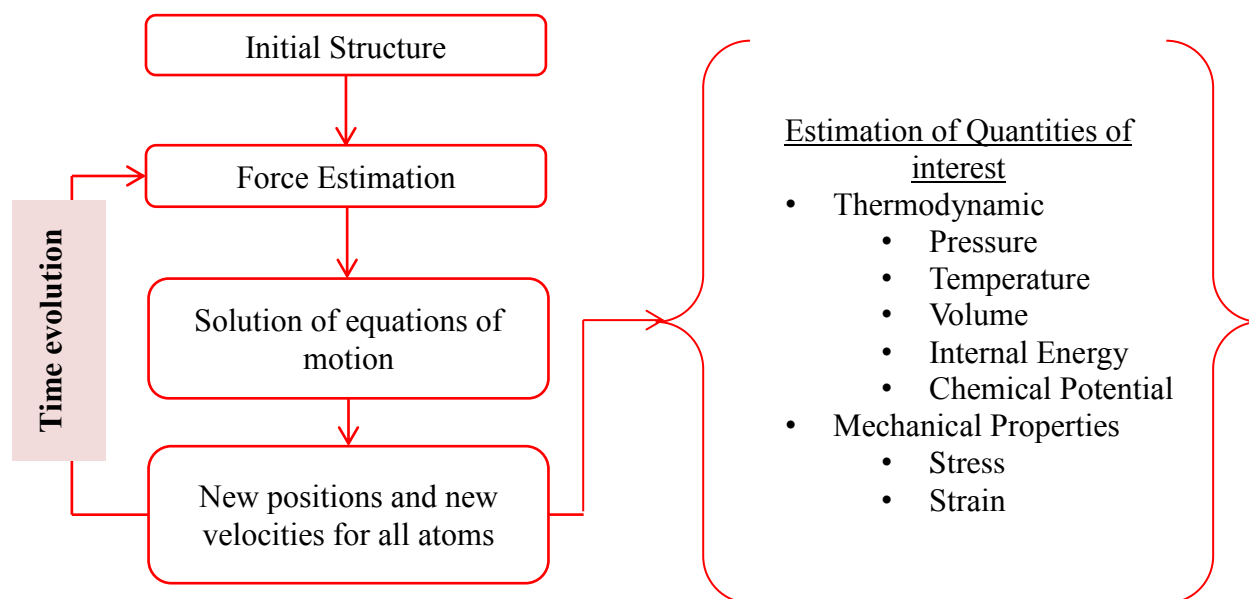 Initial Structure
Force Estimation
Time evolution
Solution of equations of
motion
New positions and new
velocities for all atoms
Estimation of Quantities of
interest
• Thermodynamic
• Pressure
• Temperature
• Volume
• Internal Energy
• Chemical Potential
• Mechanical Properties
• Stress
• Strain